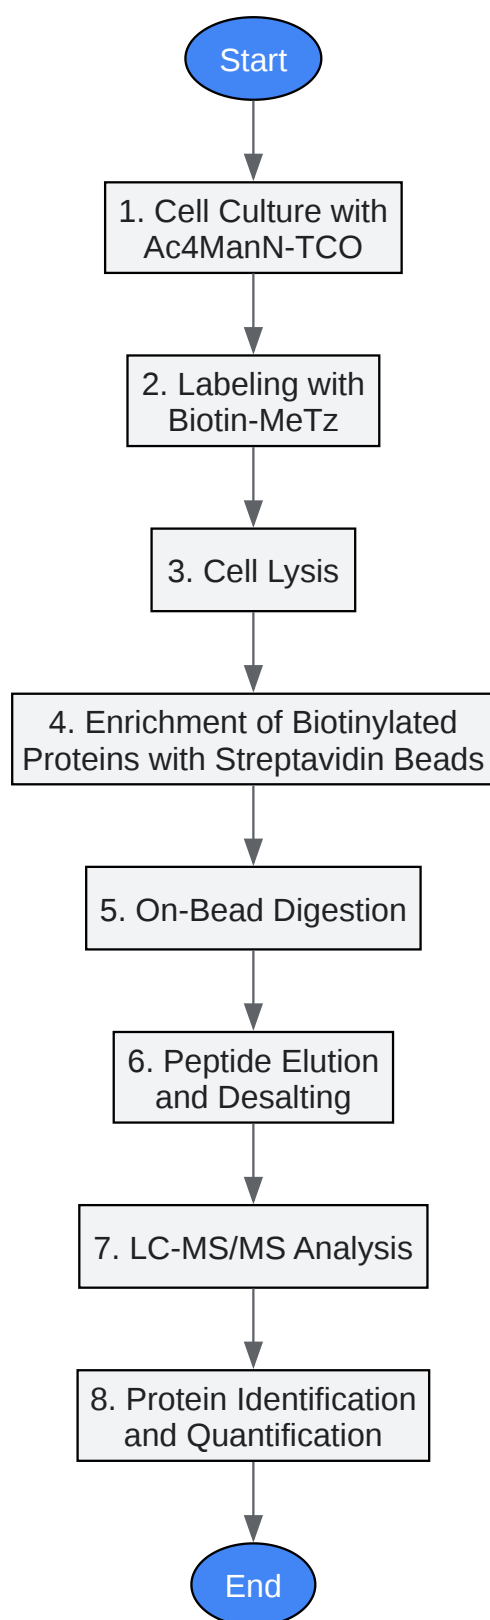 Start
1. Cell Culture with
Ac4ManN-TCO
2. Labeling with
Biotin-MeTz
3. Cell Lysis
4. Enrichment of Biotinylated
Proteins with Streptavidin Beads
5. On-Bead Digestion
6. Peptide Elution
and Desalting
7. LC-MS/MS Analysis
8. Protein Identification
and Quantification
End